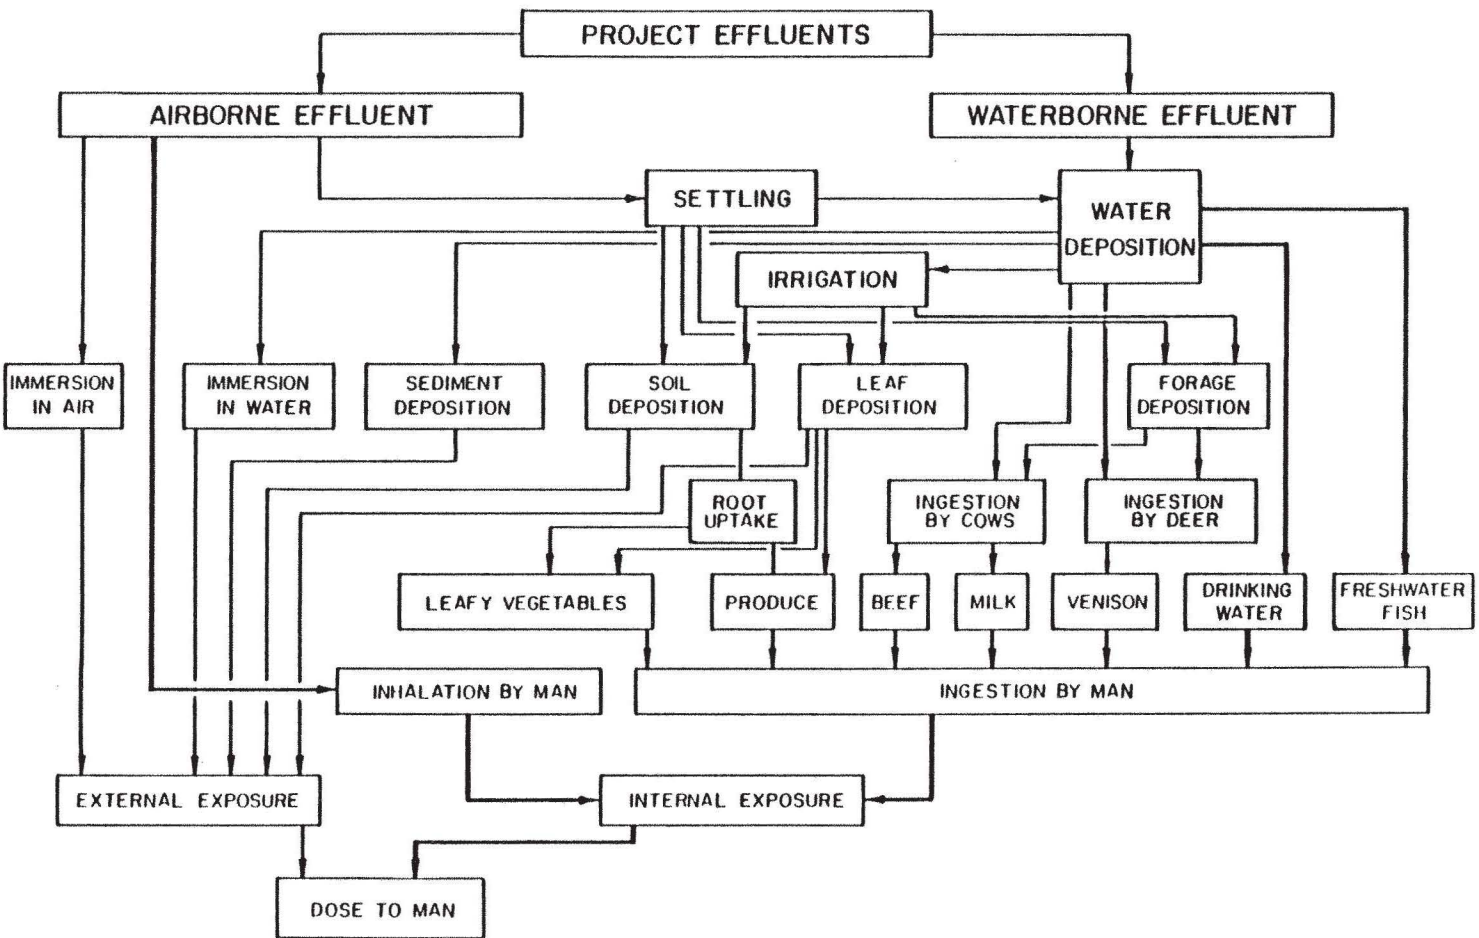 PROJECT EFFLUENTS
AIRBORNE EFFLUENT
WATERBORNE EFFLUENT
SETTLING
WATER
DEPOSITION
IRRIGATION
IMMERSION
IN AIR
IMMERSION
IN WATER
SEDIMENT
DEPOSITION
SOIL
DEPOSITION
LEAF
DEPOSITION
FORAGE
DEPOSITION
ROOT
UPTAKE
INGESTION
BY COWS
INGESTION
BY DEER
LEAFY VEGETABLES
PRODUCE
BEEF
MILK
VENISON
DRINKING
WATER
FRESHWATER
FISH
INHALATION BY MAN
INGESTION BY MAN
EXTERNAL EXPOSURE
INTERNAL EXPOSURE
DOSE TO MAN